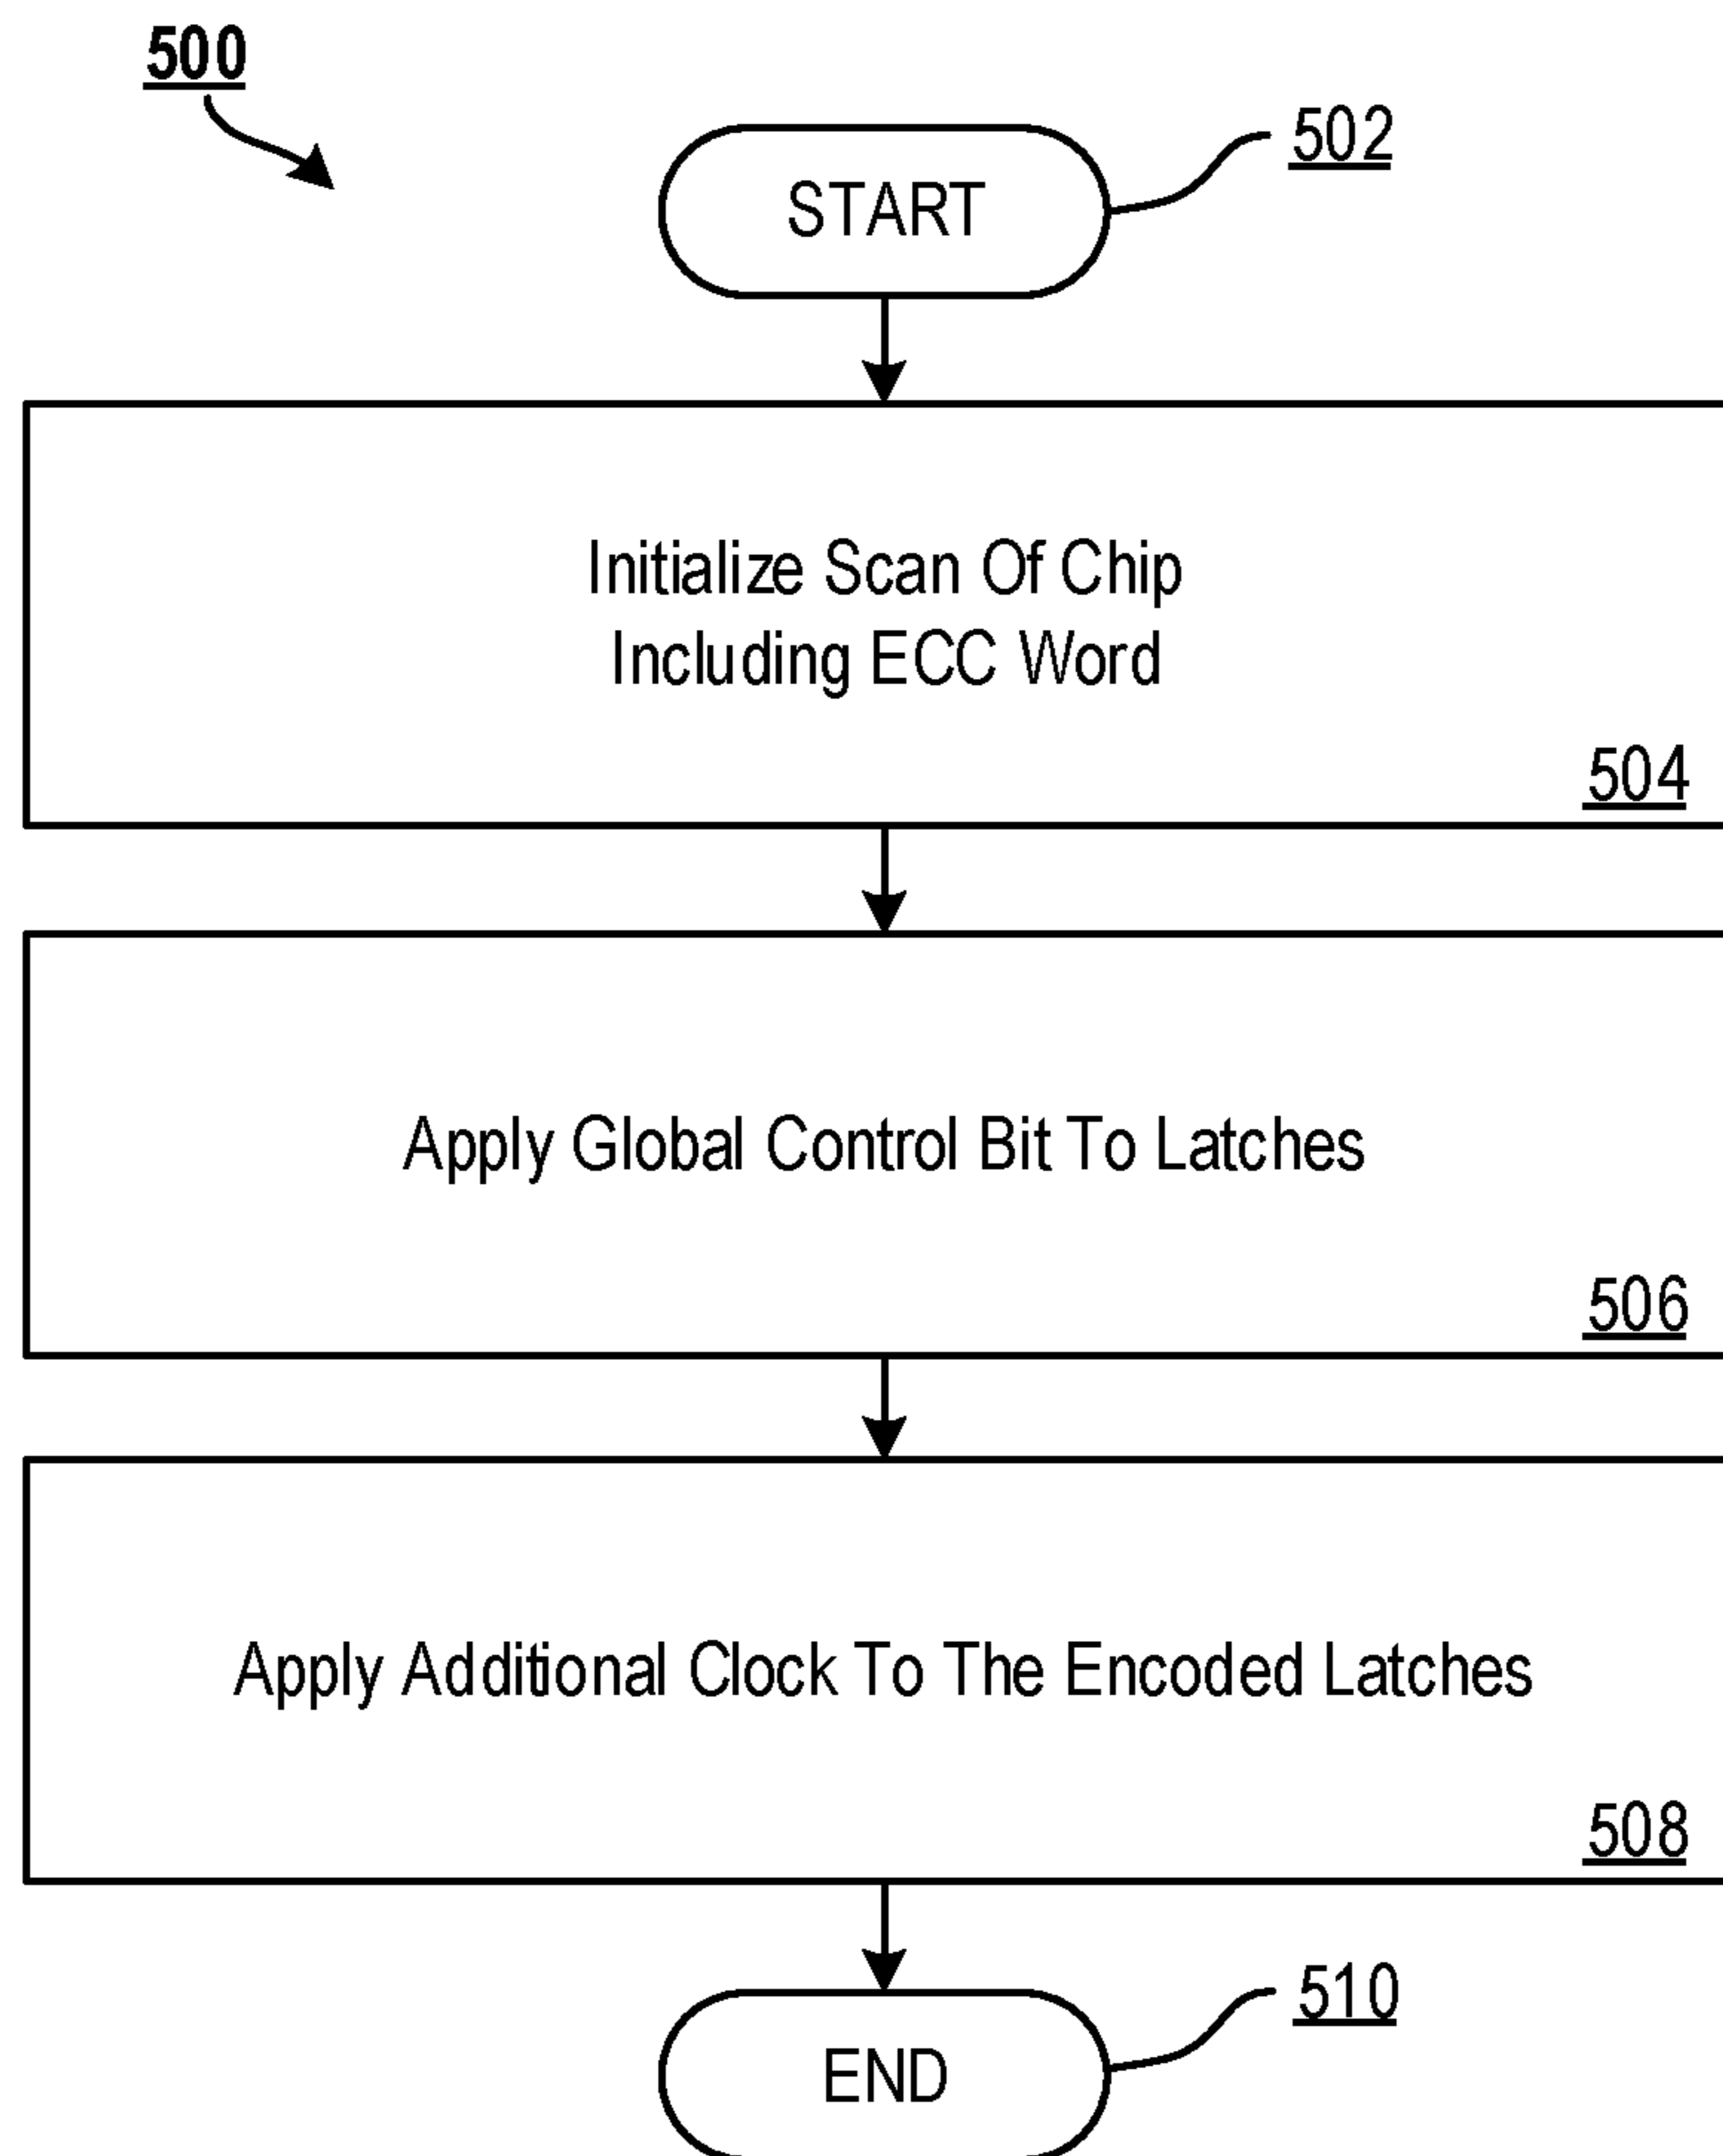 500
502
START
Initialize Scan Of Chip
Including ECC Word
504
Apply Global Control Bit To Latches
506
Apply Additional Clock To The Encoded Latches
508
510
END